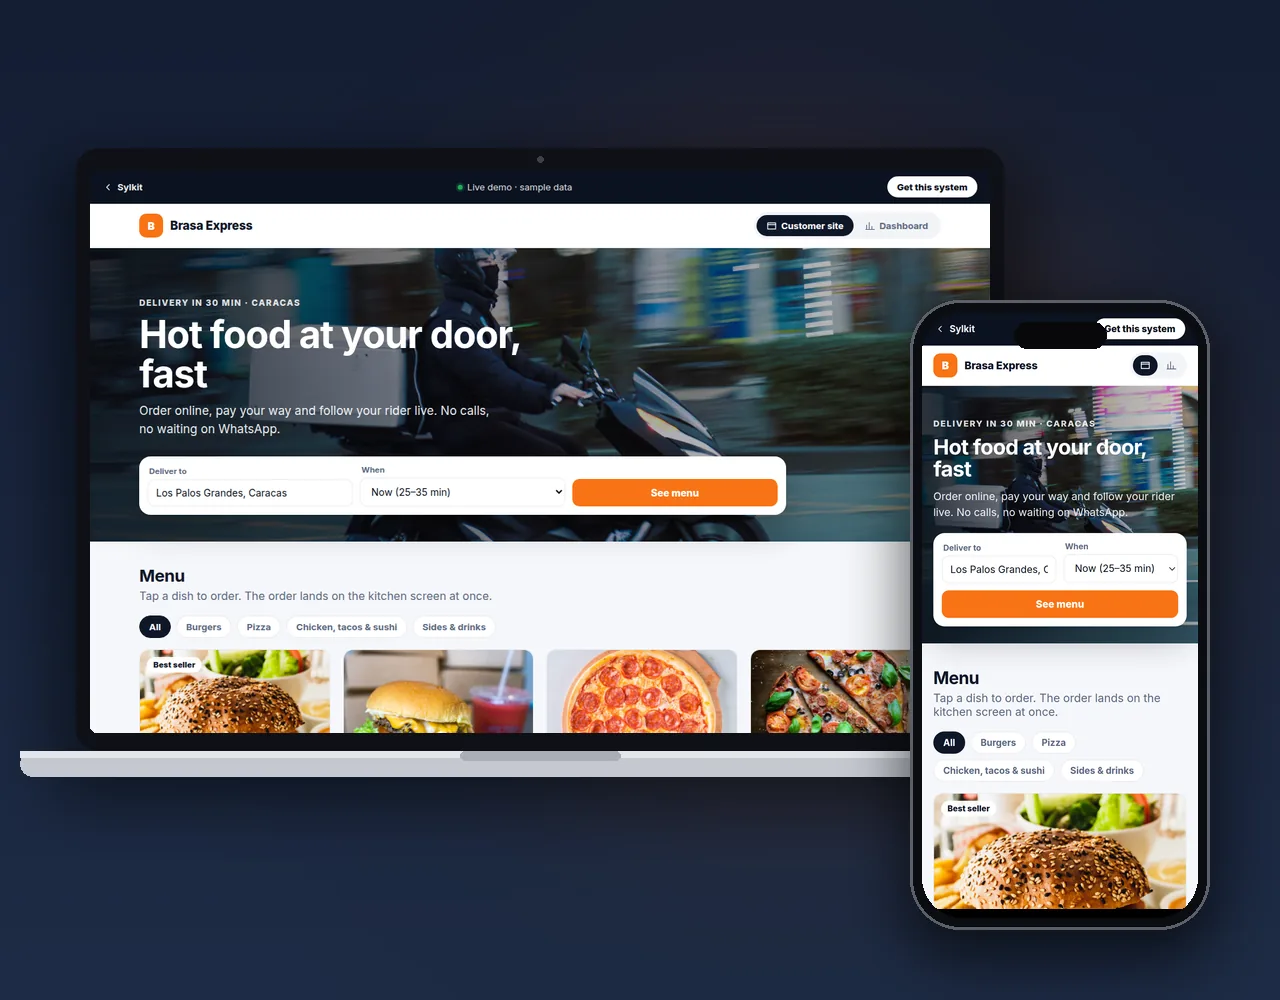 Sylkit
Live demo · sample data
Get this system
B
Brasa Express
Customer site
Dashboard
DELIVERY IN 30 MIN · CARACAS
Hot food at your door,
fast
Order online, pay your way and follow your rider live. No calls,
no waiting on WhatsApp.
Deliver to
When
Los Palos Grandes, Caracas
Now (25–35 min)
See menu
Menu
Tap a dish to order. The order lands on the kitchen screen at once.
All
Burgers
Pizza
Chicken, tacos & sushi
Sides & drinks
Best seller
Sylkit
Get this system
B
Brasa Express
DELIVERY IN 30 MIN · CARACAS
Hot food at your door,
fast
Order online, pay your way and follow your rider
live. No calls, no waiting on WhatsApp.
Deliver to
When
Los Palos Grandes, C
Now (25–35 min)
See menu
Menu
Tap a dish to order. The order lands on the
kitchen screen at once.
All
Burgers
Pizza
Chicken, tacos & sushi
Sides & drinks
Best seller